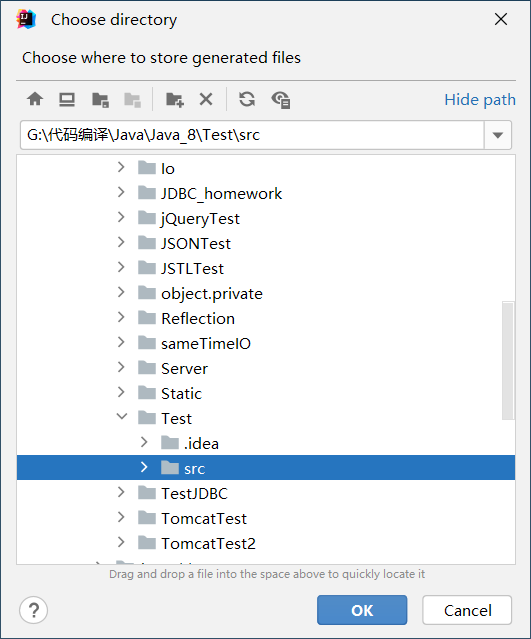 Choose directory
Choose where to store generated files
Hide path
G:\代码编译\Java\Java_8\Test\src
Io
JDBC_homework
jQueryTest
JSONTest
JSTLTest
object.private
Reflection
sameTimeIO
Server
Static
Test
.idea
src
TestJDBC
TomcatTest
TomcatTest2
Drag and drop a file into the space above to quickly locate it
?
OK
Cancel